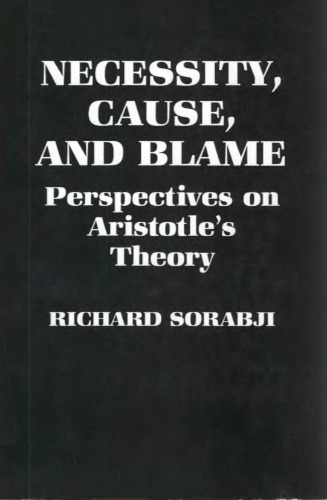 NECESSITY,
CAUSE,
AND BLAME
Perspectives on
Aristotle's
Theory
RICHARD SORABJI